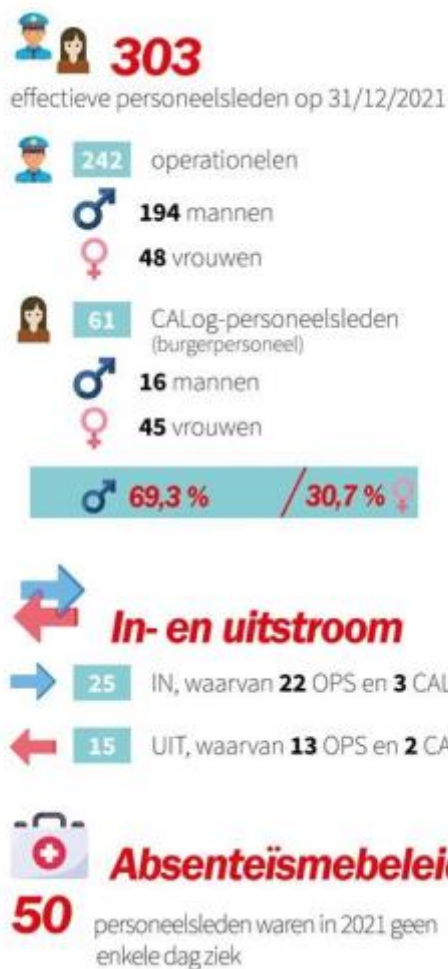 303
effectieve personeelsleden op 31/12/2021
242 operationelen
194 mannen
48 vrouwen
61 CALog-personeelsleden
(burgerpersoneel)
16 mannen
45 vrouwen
69,3 % / 30,7 %
In- en uitstroom
25 IN, waarvan 22 OPS en 3
15 UIT, waarvan 13 OPS en 2
50 personeelsleden waren in 2021 geen
enkele dag ziek